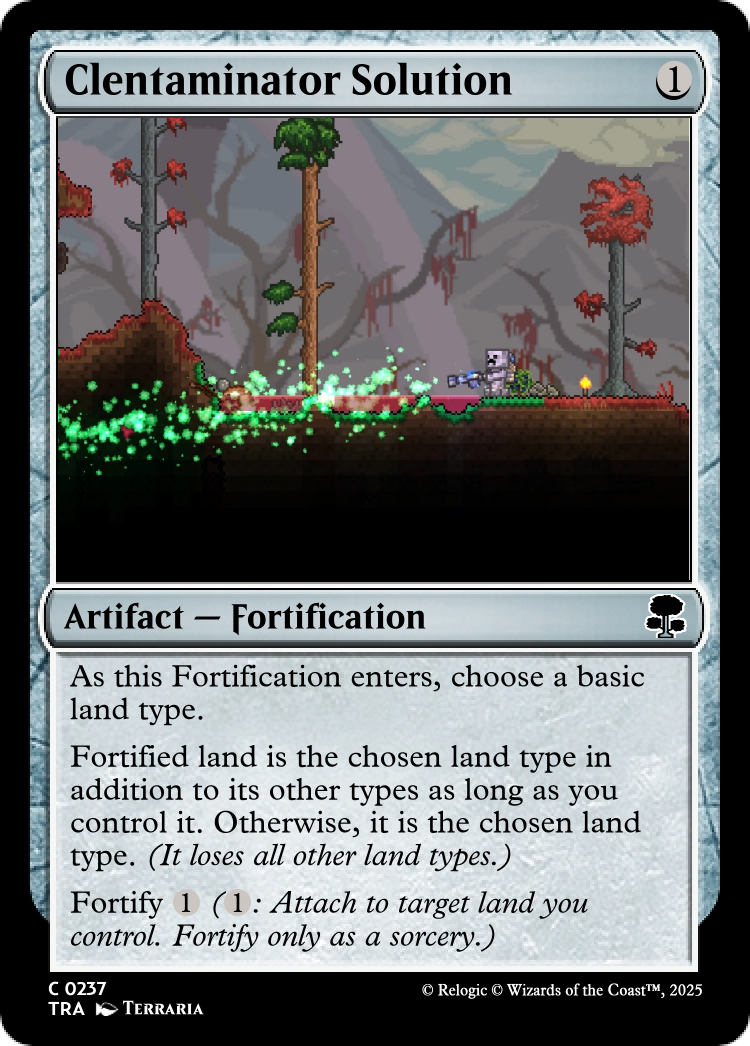 Clentaminator Solution 1
Artifact — Fortification
As this Fortification enters, choose a basic
land type.
Fortified land is the chosen land type in
addition to its other types as long as you
control it. Otherwise, it is the chosen land
type. (It loses all other land types.)
Fortify 1 (1: Attach to target land you
control. Fortify only as a sorcery.)
C 0237
TRA TERRARIA
© Relogic © Wizards of the Coast™, 2025